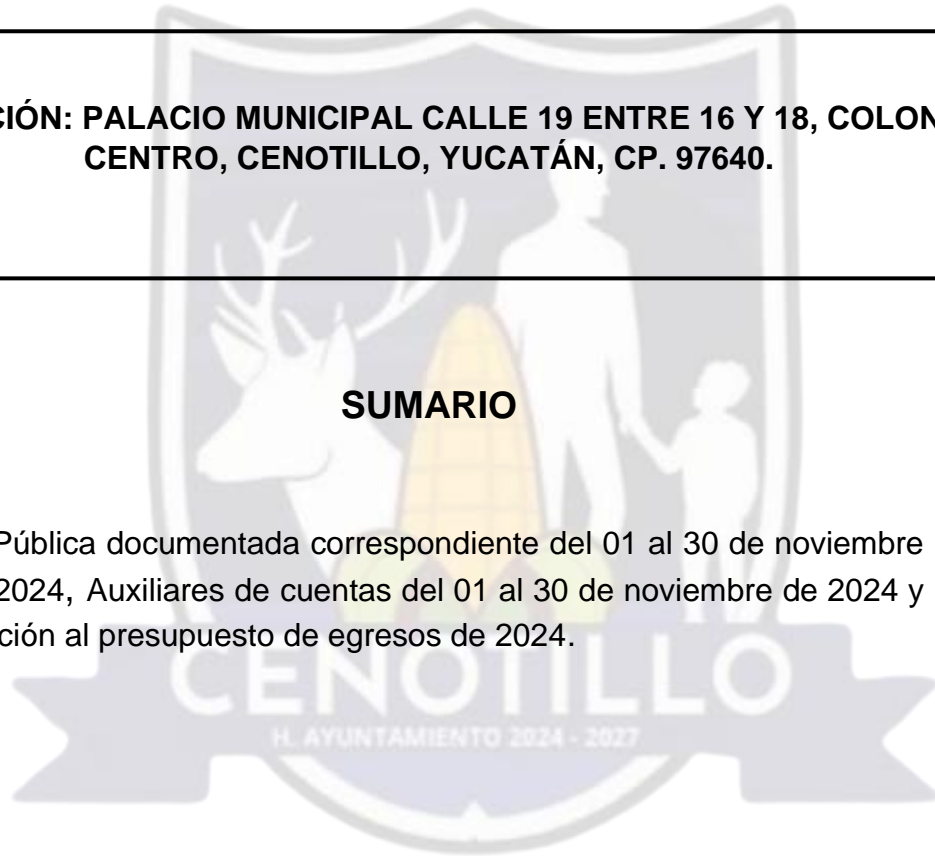 CIÓN: PALACIO MUNICIPAL CALLE 19 ENTRE 16 Y 18, COLON
CENTRO, CENOTILLO, YUCATÁN, CP. 97640.
SUMARIO
Pública documentada correspondiente del 01 al 30 de noviembre
2024, Auxiliares de cuentas del 01 al 30 de noviembre de 2024 y
ción al presupuesto de egresos de 2024.
CENOTILLO
H. AYUNTAMIENTO 2024 - 2027